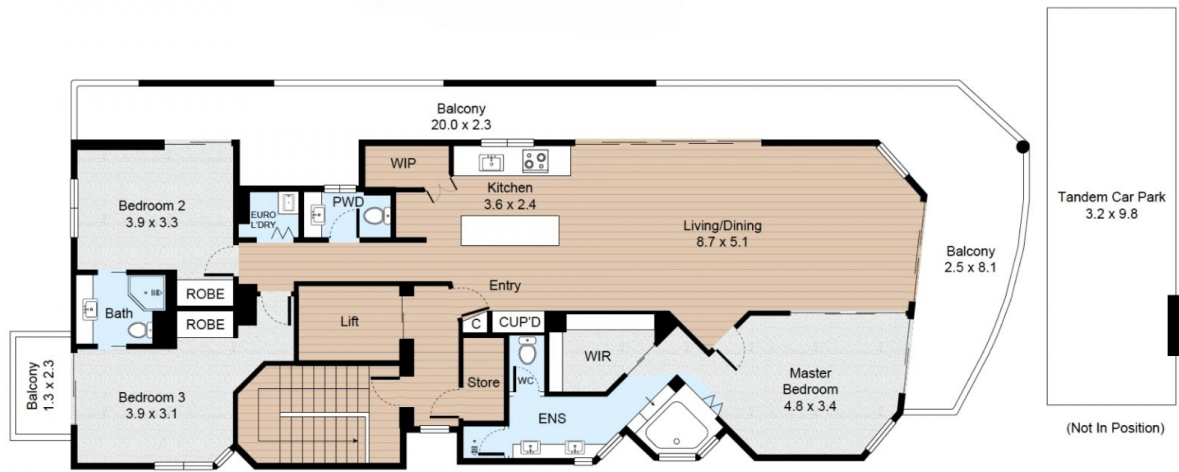 Balcony
20.0 x 2.3
WIP
Kitchen
3.6 x 2.4
PWD
EURO
L'DRY
Bedroom 2
3.9 x 3.3
Living/Dining
8.7 x 5.1
Balcony
2.5 x 8.1
Tandem Car Park
3.2 x 9.8
(Not In Position)
Entry
ROBE
Bath
ROBE
Lift
C
CUP'D
WIR
WC
Store
ENS
Master
Bedroom
4.8 x 3.4
Bedroom 3
3.9 x 3.1
Balcony
1.3 x 2.3